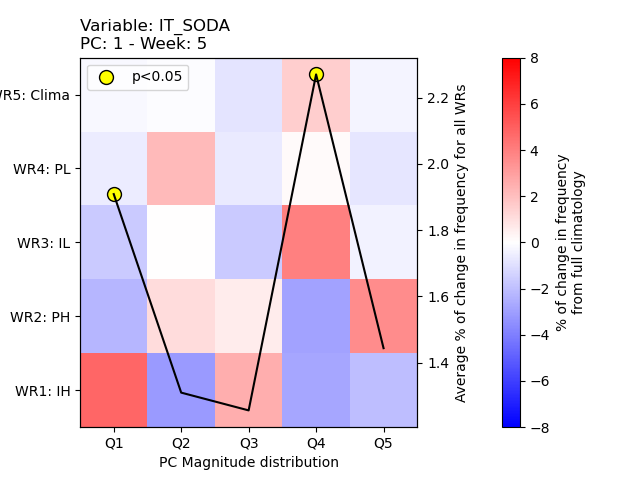 Variable: IT_SODA
PC: 1 - Week: 5
p<0.05
WR5: Clima
WR4: PL
WR3: IL
WR2: PH
WR1: IH
Q1 Q2 Q3 Q4 Q5
PC Magnitude distribution
2.2
2.0
1.8
1.6
1.4
Average % of change in frequency for all WRs
8
6
4
2
0
−2
−4
−6
−8
% of change in frequency
from full climatology